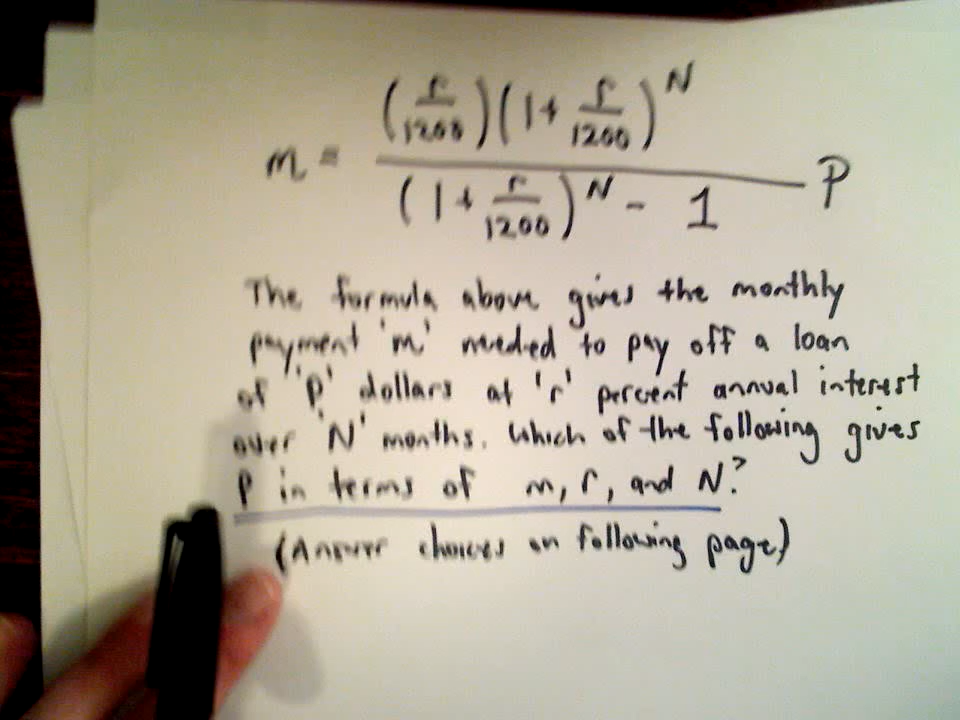 m = (r/1200)(1+r/1200)^N / (1+r/1200)^N - 1 P
The formula above gives the monthly
payment 'm' needed to pay off a loan
of 'P' dollars at 'r' percent annual interest
over 'N' months. Which of the following gives
P in terms of m, r, and N?
(Answer choices on following page)